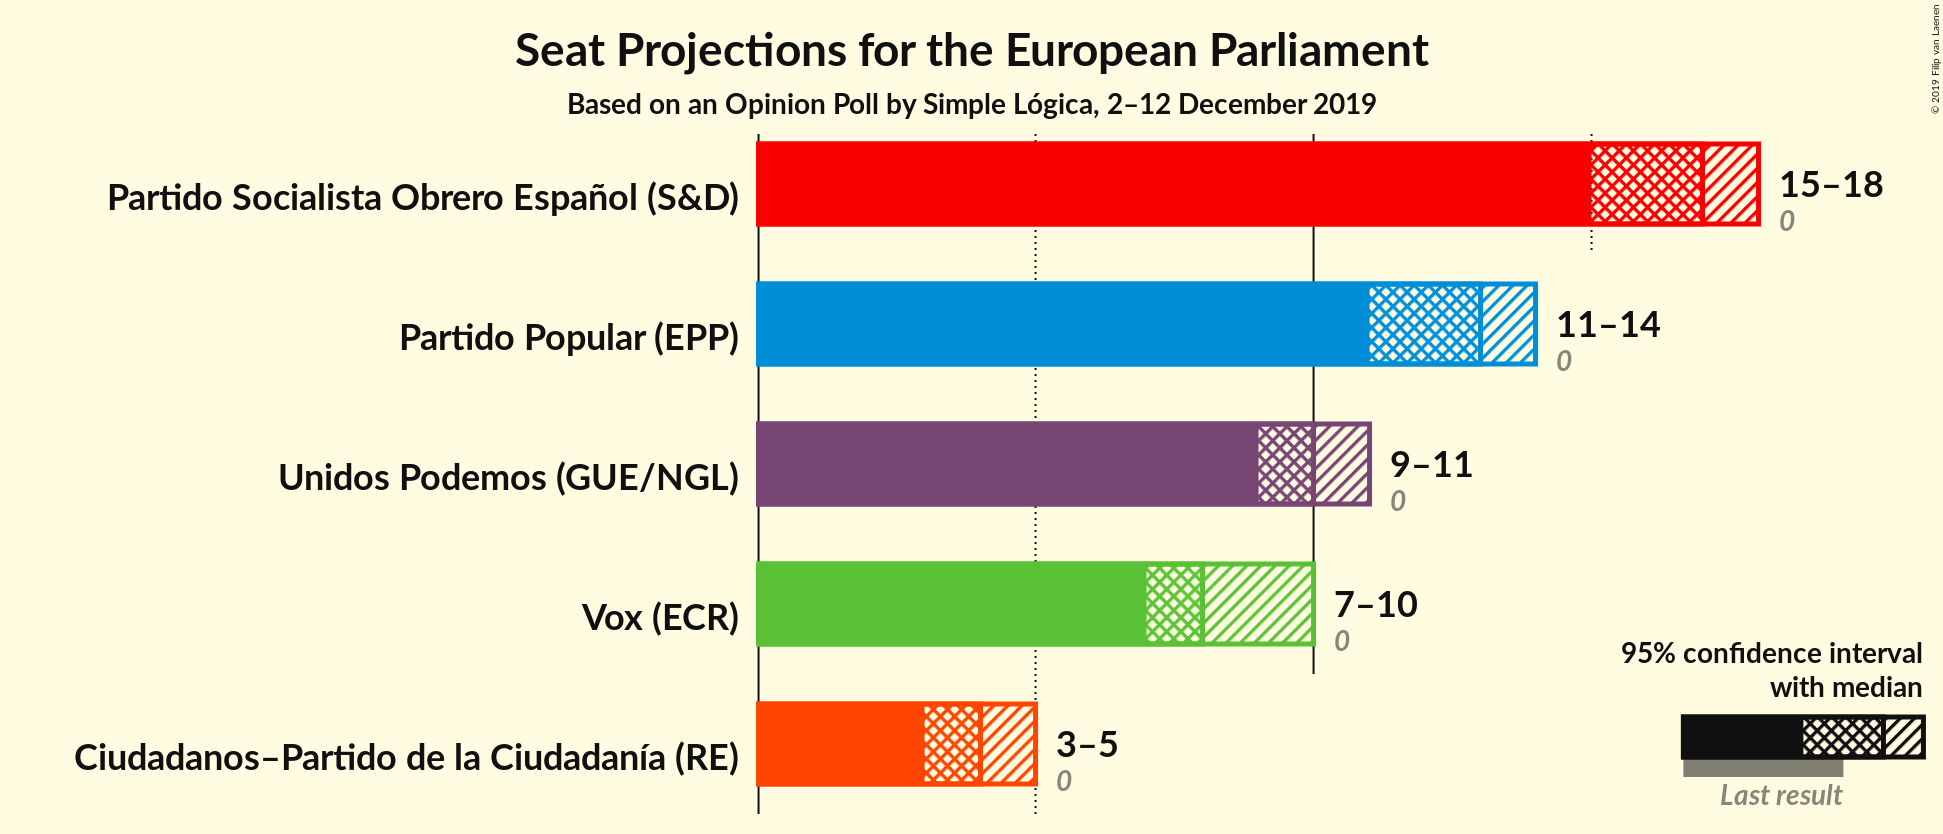 Seat Projections for the European Parliament
Based on an Opinion Poll by Simple Lógica, 2–12 December 2019
© 2019 Filip van Laenen
Partido Socialista Obrero Español (S&D)
15–18
0
Partido Popular (EPP)
11–14
0
Unidos Podemos (GUE/NGL)
9–11
0
Vox (ECR)
7–10
0
Ciudadanos–Partido de la Ciudadanía (RE)
3–5
0
95% confidence interval
with median
Last result